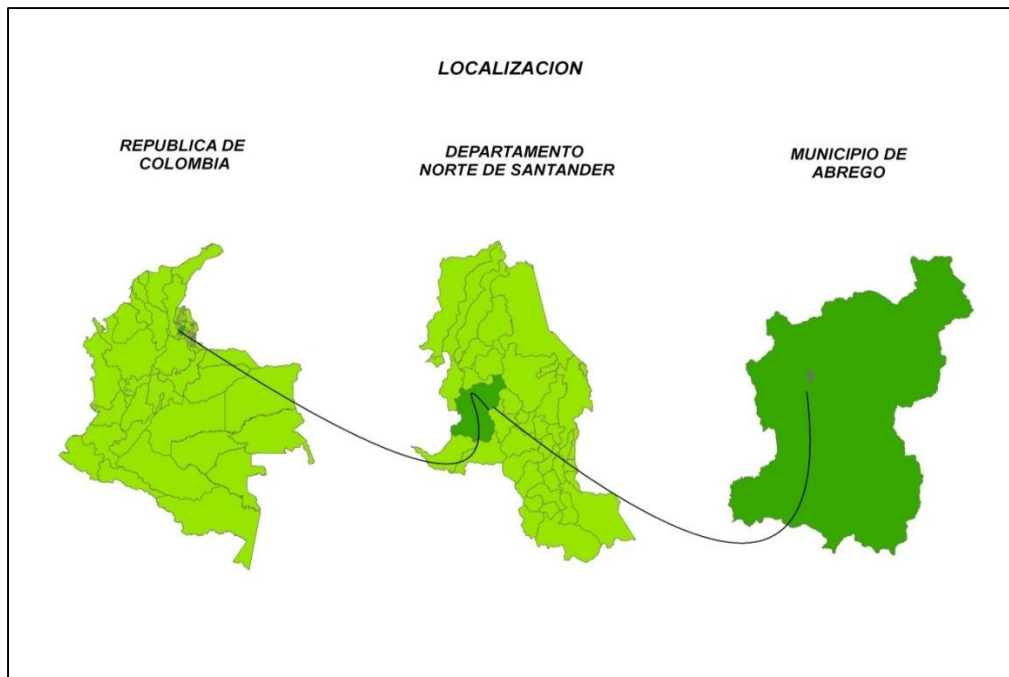 LOCALIZACION
REPUBLICA DE
COLOMBIA
DEPARTAMENTO
NORTE DE SANTANDER
MUNICIPIO DE
ABREGO